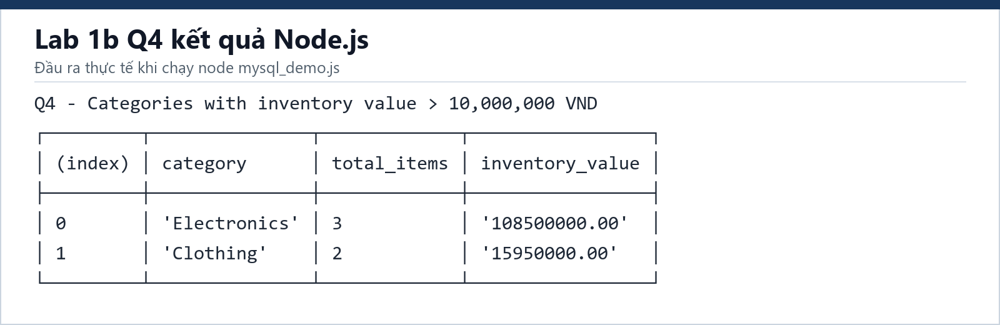 Lab 1b Q4 kết quả Node.js
Đầu ra thực tế khi chạy node mysql_demo.js
Q4 - Categories with inventory value > 10,000,000 VND
(index) category total_items inventory_value
0 'Electronics' 3 '108500000.00'
1 'Clothing' 2 '15950000.00'